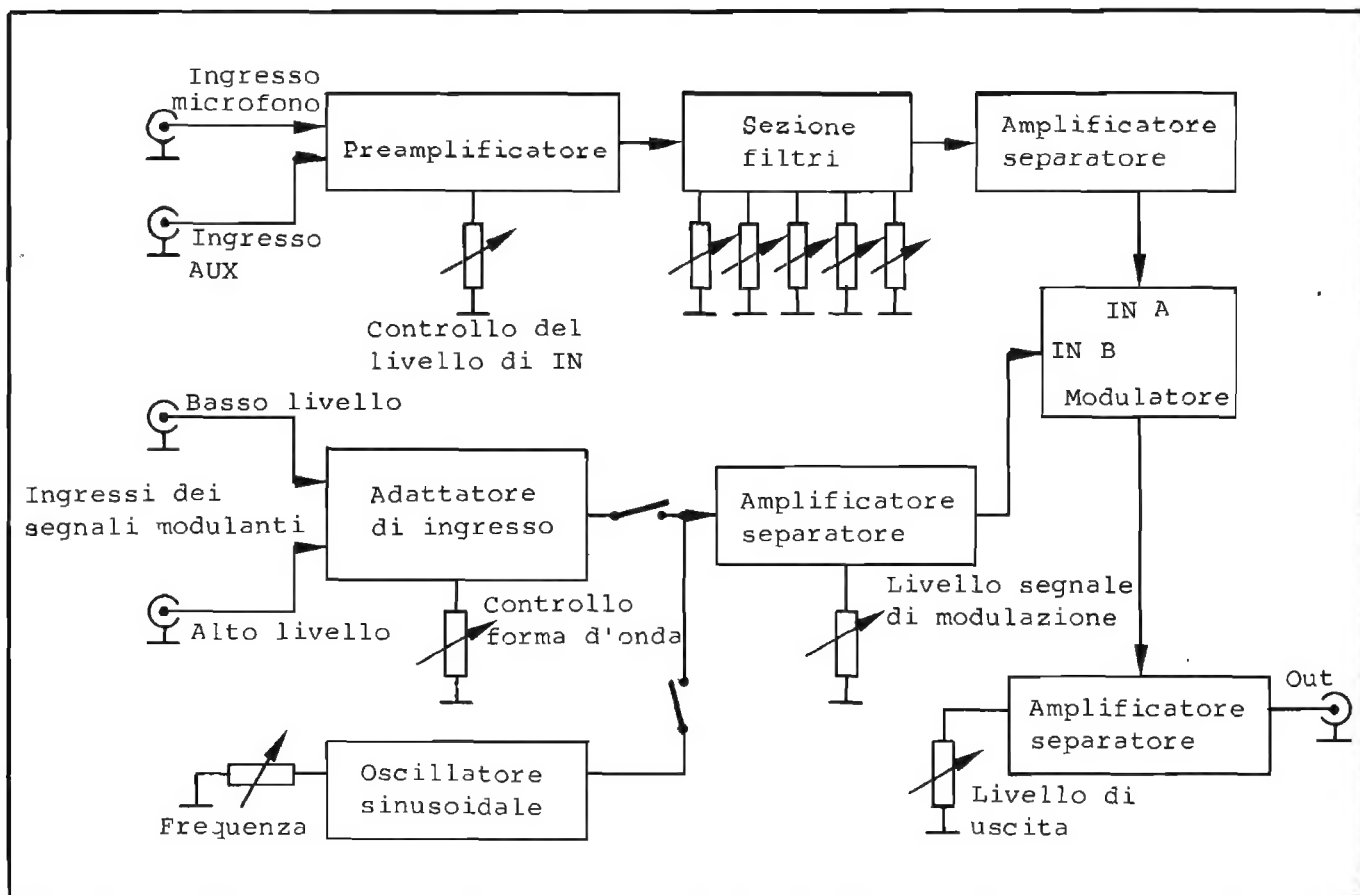 Ingresso
microfono
Preamplificatore
Sezione
filtri
Amplificatore
separatore
Ingresso
AUX
Controllo del
livello di IN
IN A
IN B
Modulatore
Basso livello
Ingressi dei
segnali modulanti
Adattatore
di ingresso
Amplificatore
separatore
Alto livello
Controllo
forma d'onda
Livello segnale
di modulazione
Out
Amplificatore
separatore
Oscillatore
sinusoidale
Frequenza
Livello di
uscita